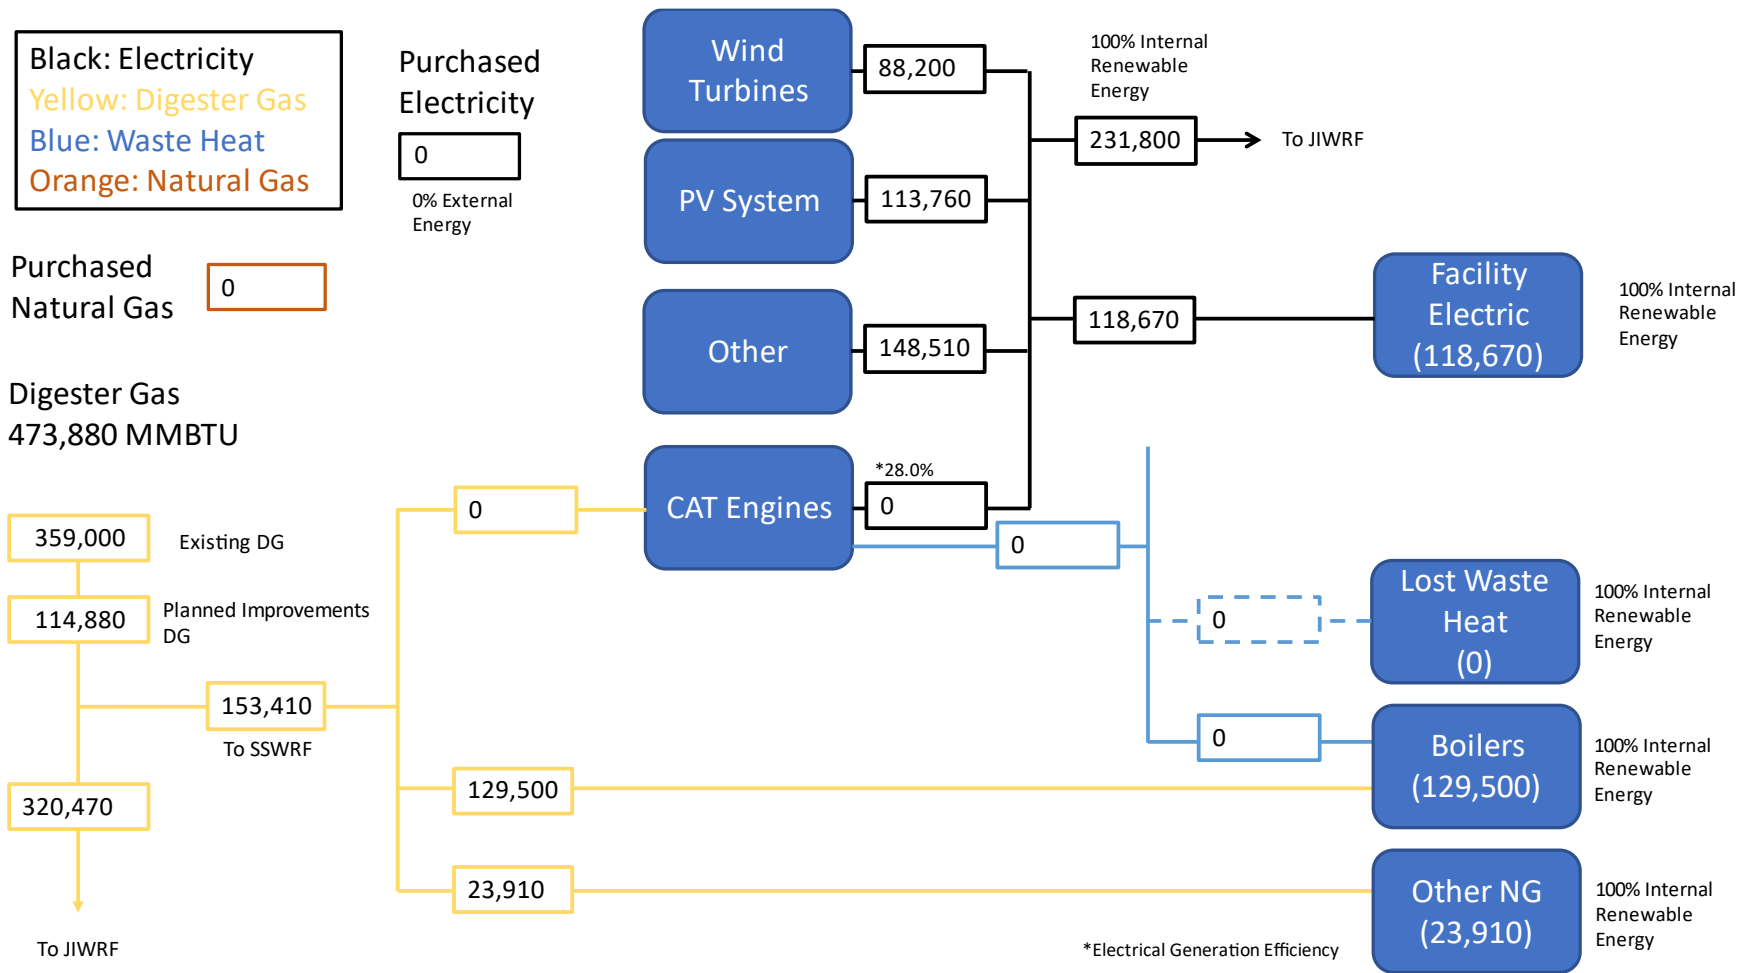 Black: Electricity
Yellow: Digester Gas
Blue: Waste Heat
Orange: Natural Gas
Purchased
Electricity
0
0% External
Energy
Purchased
Natural Gas
0
Digester Gas
473,880 MMBTU
359,000
Existing DG
114,880
Planned Improvements
DG
153,410
To SSWRF
320,470
To JIWRF
0
129,500
23,910
Wind
Turbines
88,200
PV System
113,760
Other
148,510
CAT Engines
*28.0%
0
0
100% Internal
Renewable
Energy
231,800
To JIWRF
118,670
Facility
Electric
(118,670)
100% Internal
Renewable
Energy
0
Lost Waste
Heat
(0)
100% Internal
Renewable
Energy
0
Boilers
(129,500)
100% Internal
Renewable
Energy
Other NG
(23,910)
100% Internal
Renewable
Energy
*Electrical Generation Efficiency